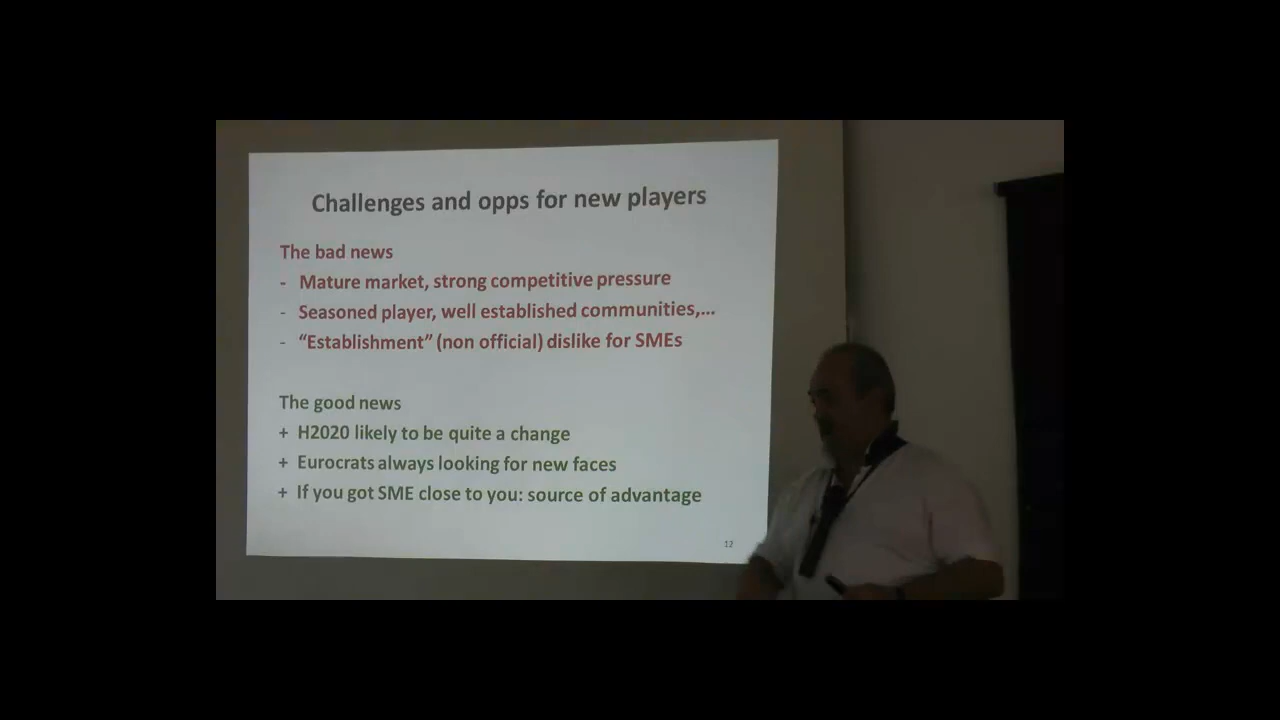 Challenges and opps for new players
The bad news
- Mature market, strong competitive pressure
- Seasoned player, well established communities,...
- “Establishment” (non official) dislike for SMEs
The good news
+ H2020 likely to be quite a change
+ Eurocrats always looking for new faces
+ If you got SME close to you: source of advantage
12